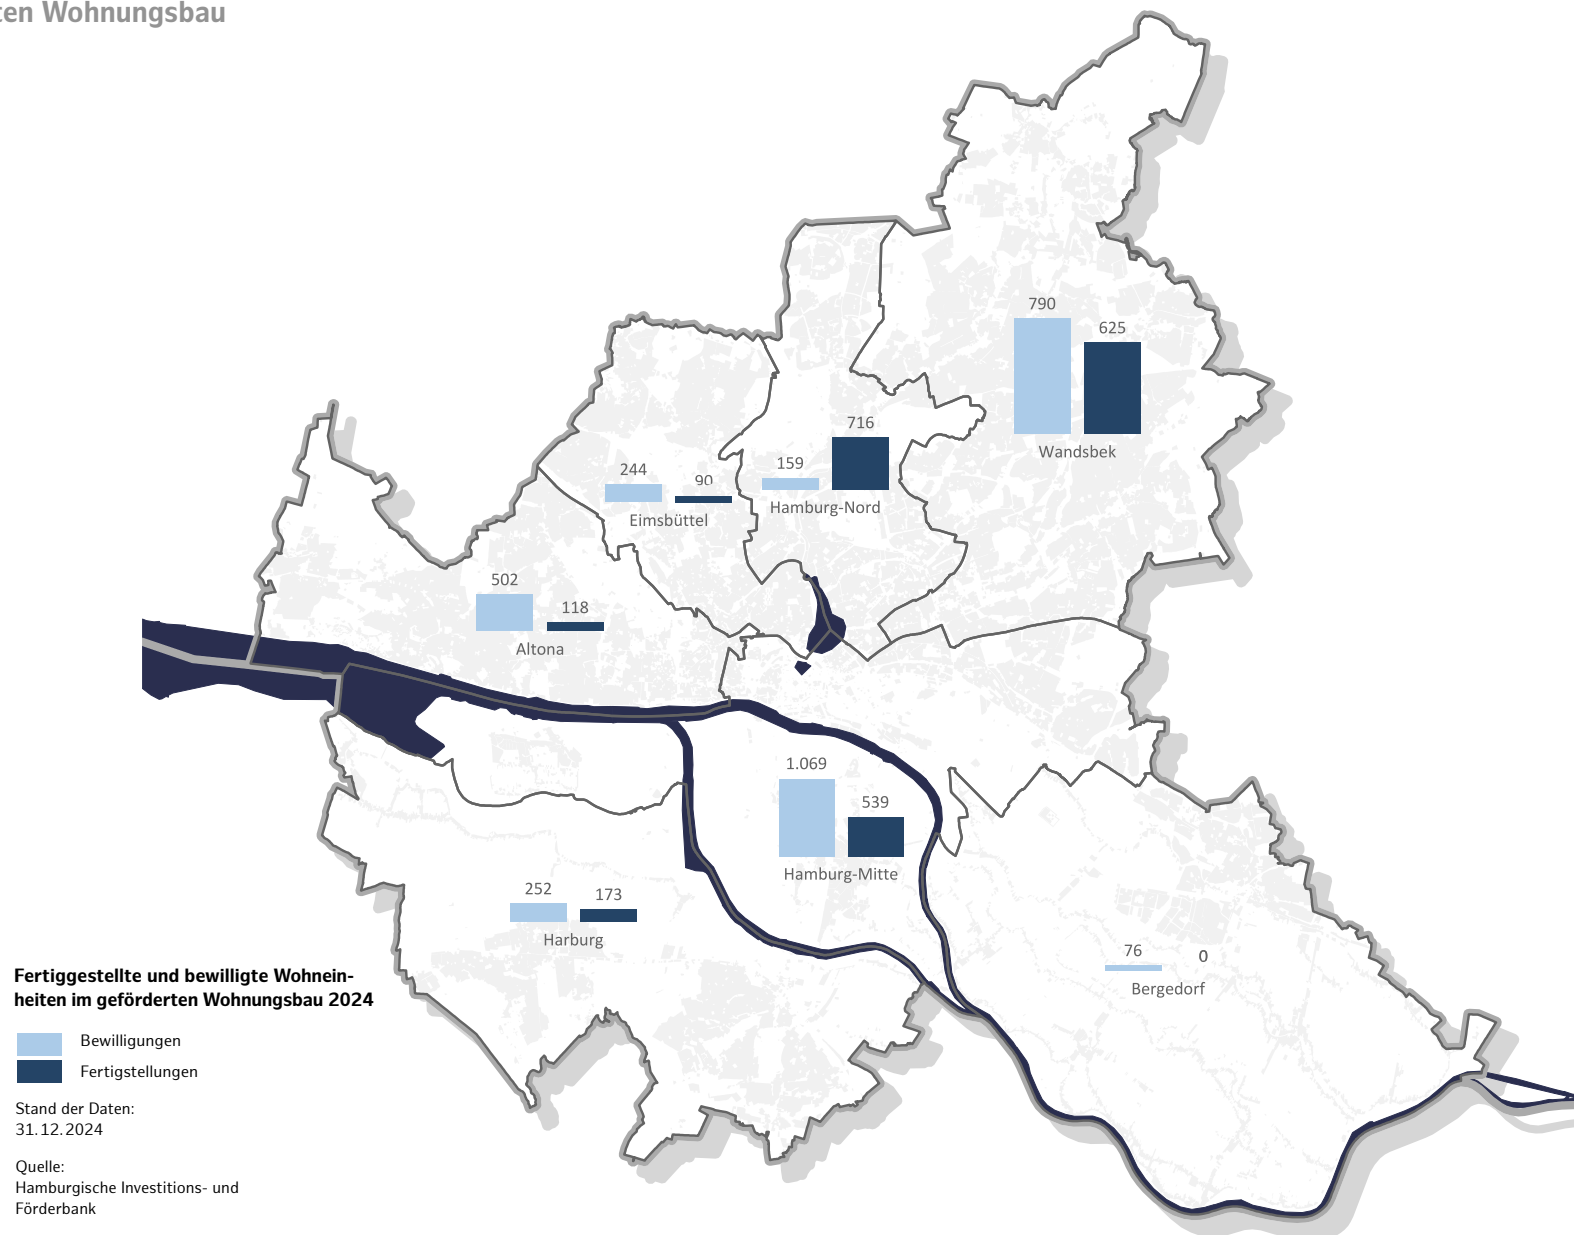 ten Wohnungsbau
790
625
Wandsbek
716
159
Hamburg-Nord
244
90
Eimsbüttel
502
118
Altona
1.069
539
Hamburg-Mitte
252
173
Harburg
76
0
Bergedorf
Fertiggestellte und bewilligte Wohnein-
heiten im geförderten Wohnungsbau 2024
Bewilligungen
Fertigstellungen
Stand der Daten:
31.12.2024
Quelle:
Hamburgische Investitions- und
Förderbank